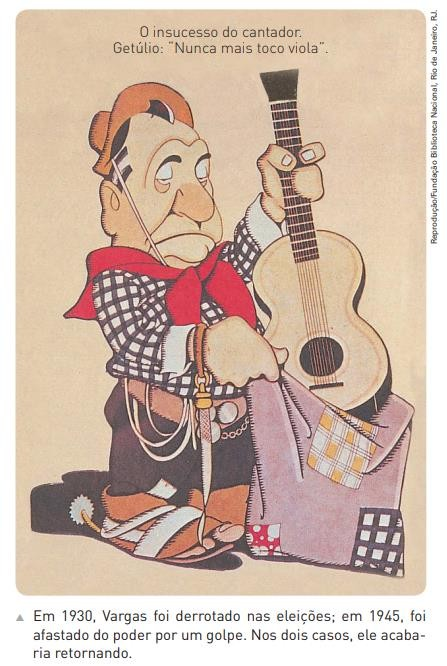 O insucesso do cantador.
Getúlio: “Nunca mais toco viola”.
Reprodução/Fundação Biblioteca Nacional, Rio de Janeiro, RJ.
Em 1930, Vargas foi derrotado nas eleições; em 1945, foi
afastado do poder por um golpe. Nos dois casos, ele acaba-
ria retornando.